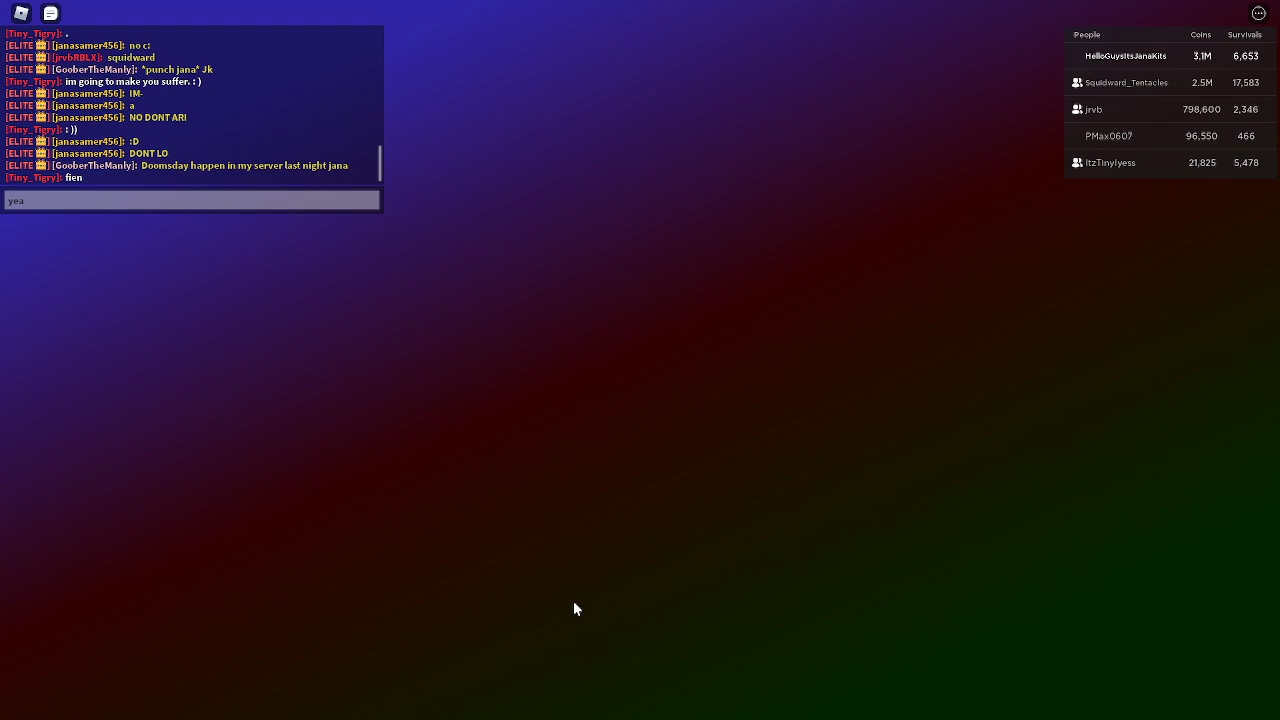 [Tiny_Tigry]: .
[ELITE] [janasamer456]: no c:
[ELITE] [jrvbRBLX]: squidward
[ELITE] [GooberTheManly]: *punch jana* Jk
[Tiny_Tigry]: im going to make you suffer. : )
[ELITE] [janasamer456]: IM-
[ELITE] [janasamer456]: a
[ELITE] [janasamer456]: NO DONT ARI
[Tiny_Tigry]: : ))
[ELITE] [janasamer456]: :D
[ELITE] [janasamer456]: DONT LO
[ELITE] [GooberTheManly]: Doomsday happen in my server last night jana
[Tiny_Tigry]: fien
yea
People Coins Survivals
HelloGuysItsJanaKits 3.1M 6,653
Squidward_Tentacles 2.5M 17,583
jrvb 798,600 2,346
PMax0607 96,550 466
ItzTinyIyess 21,825 5,478